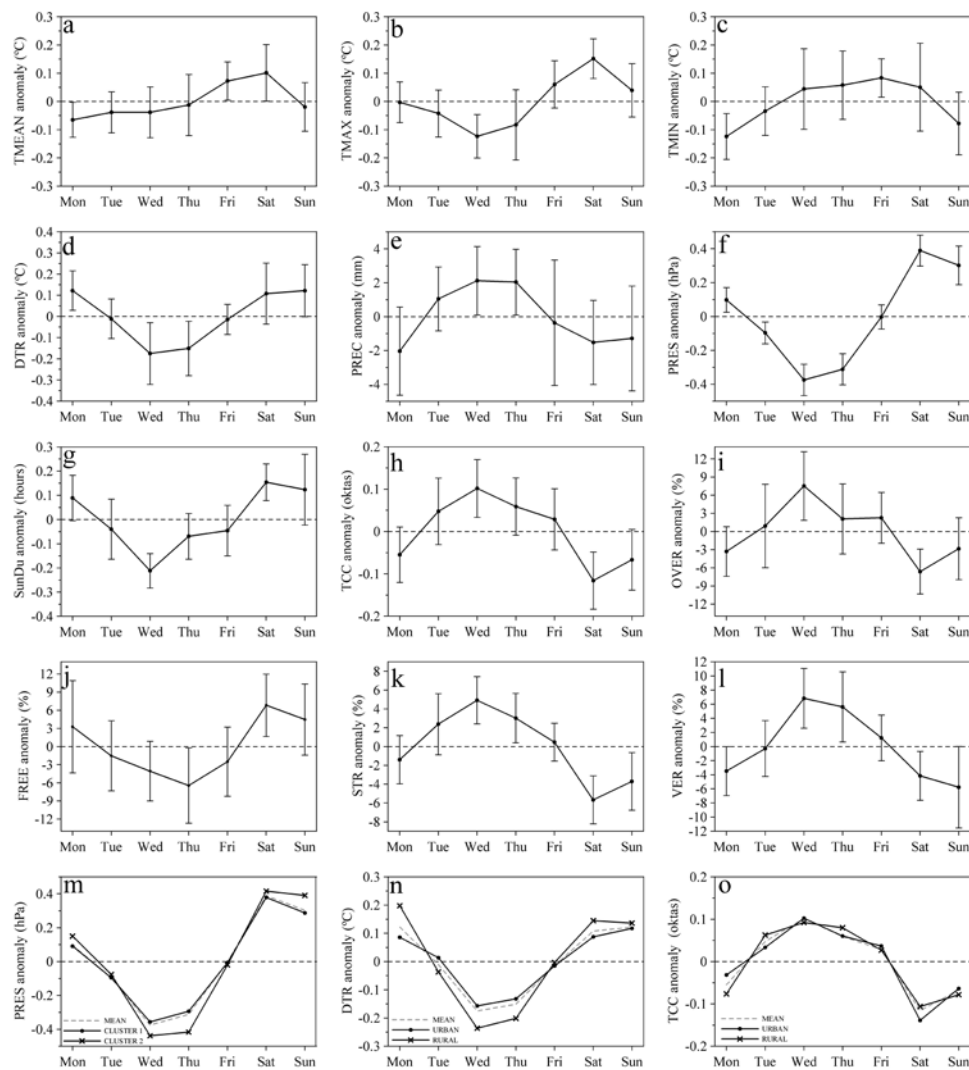 a
TMEAN anomaly (ºC)
0.3
0.2
0.1
0
-0.1
-0.2
-0.3
Mon Tue Wed Thu Fri Sat Sun
b
TMAX anomaly (ºC)
0.3
0.2
0.1
0
-0.1
-0.2
-0.3
Mon Tue Wed Thu Fri Sat Sun
c
TMIN anomaly (ºC)
0.3
0.2
0.1
0
-0.1
-0.2
-0.3
Mon Tue Wed Thu Fri Sat Sun
d
DTR anomaly (ºC)
0.4
0.3
0.2
0.1
0
-0.1
-0.2
-0.3
-0.4
Mon Tue Wed Thu Fri Sat Sun
e
PREC anomaly (mm)
4
2
0
-2
-4
Mon Tue Wed Thu Fri Sat Sun
f
PRES anomaly (hPa)
0.4
0.2
0
-0.2
-0.4
Mon Tue Wed Thu Fri Sat Sun
g
SunDu anomaly (hours)
0.3
0.2
0.1
0
-0.1
-0.2
-0.3
-0.4
Mon Tue Wed Thu Fri Sat Sun
h
TCC anomaly (oktas)
0.2
0.1
0
-0.1
-0.2
Mon Tue Wed Thu Fri Sat Sun
i
OVER anomaly (%)
12
9
6
3
0
-3
-6
-9
-12
Mon Tue Wed Thu Fri Sat Sun
j
FREE anomaly (%)
12
9
6
3
0
-3
-6
-9
-12
Mon Tue Wed Thu Fri Sat Sun
k
STR anomaly (%)
8
6
4
2
0
-2
-4
-6
-8
Mon Tue Wed Thu Fri Sat Sun
l
VER anomaly (%)
12
10
8
6
4
2
0
-2
-4
-6
-8
-10
-12
Mon Tue Wed Thu Fri Sat Sun
m
PRES anomaly (hPa)
0.4
0.2
0
-0.2
-0.4
MEAN
CLUSTER 1
CLUSTER 2
Mon Tue Wed Thu Fri Sat Sun
n
DTR anomaly (ºC)
0.3
0.2
0.1
0
-0.1
-0.2
-0.3
MEAN
URBAN
RURAL
Mon Tue Wed Thu Fri Sat Sun
o
TCC anomaly (oktas)
0.2
0.1
0
-0.1
-0.2
MEAN
URBAN
RURAL
Mon Tue Wed Thu Fri Sat Sun